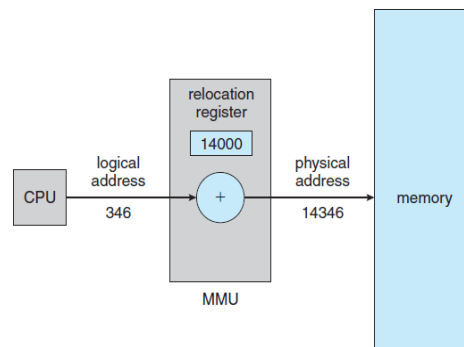 relocation
register
14000
logical
address
physical
address
CPU
+
memory
346
14346
MMU